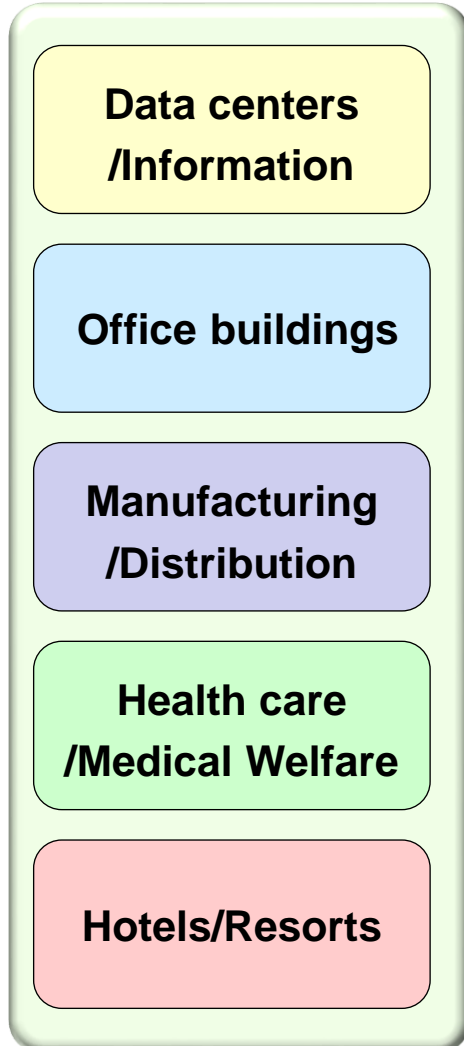 Data centers
/Information
Office buildings
Manufacturing
/Distribution
Health care
/Medical Welfare
Hotels/Resorts